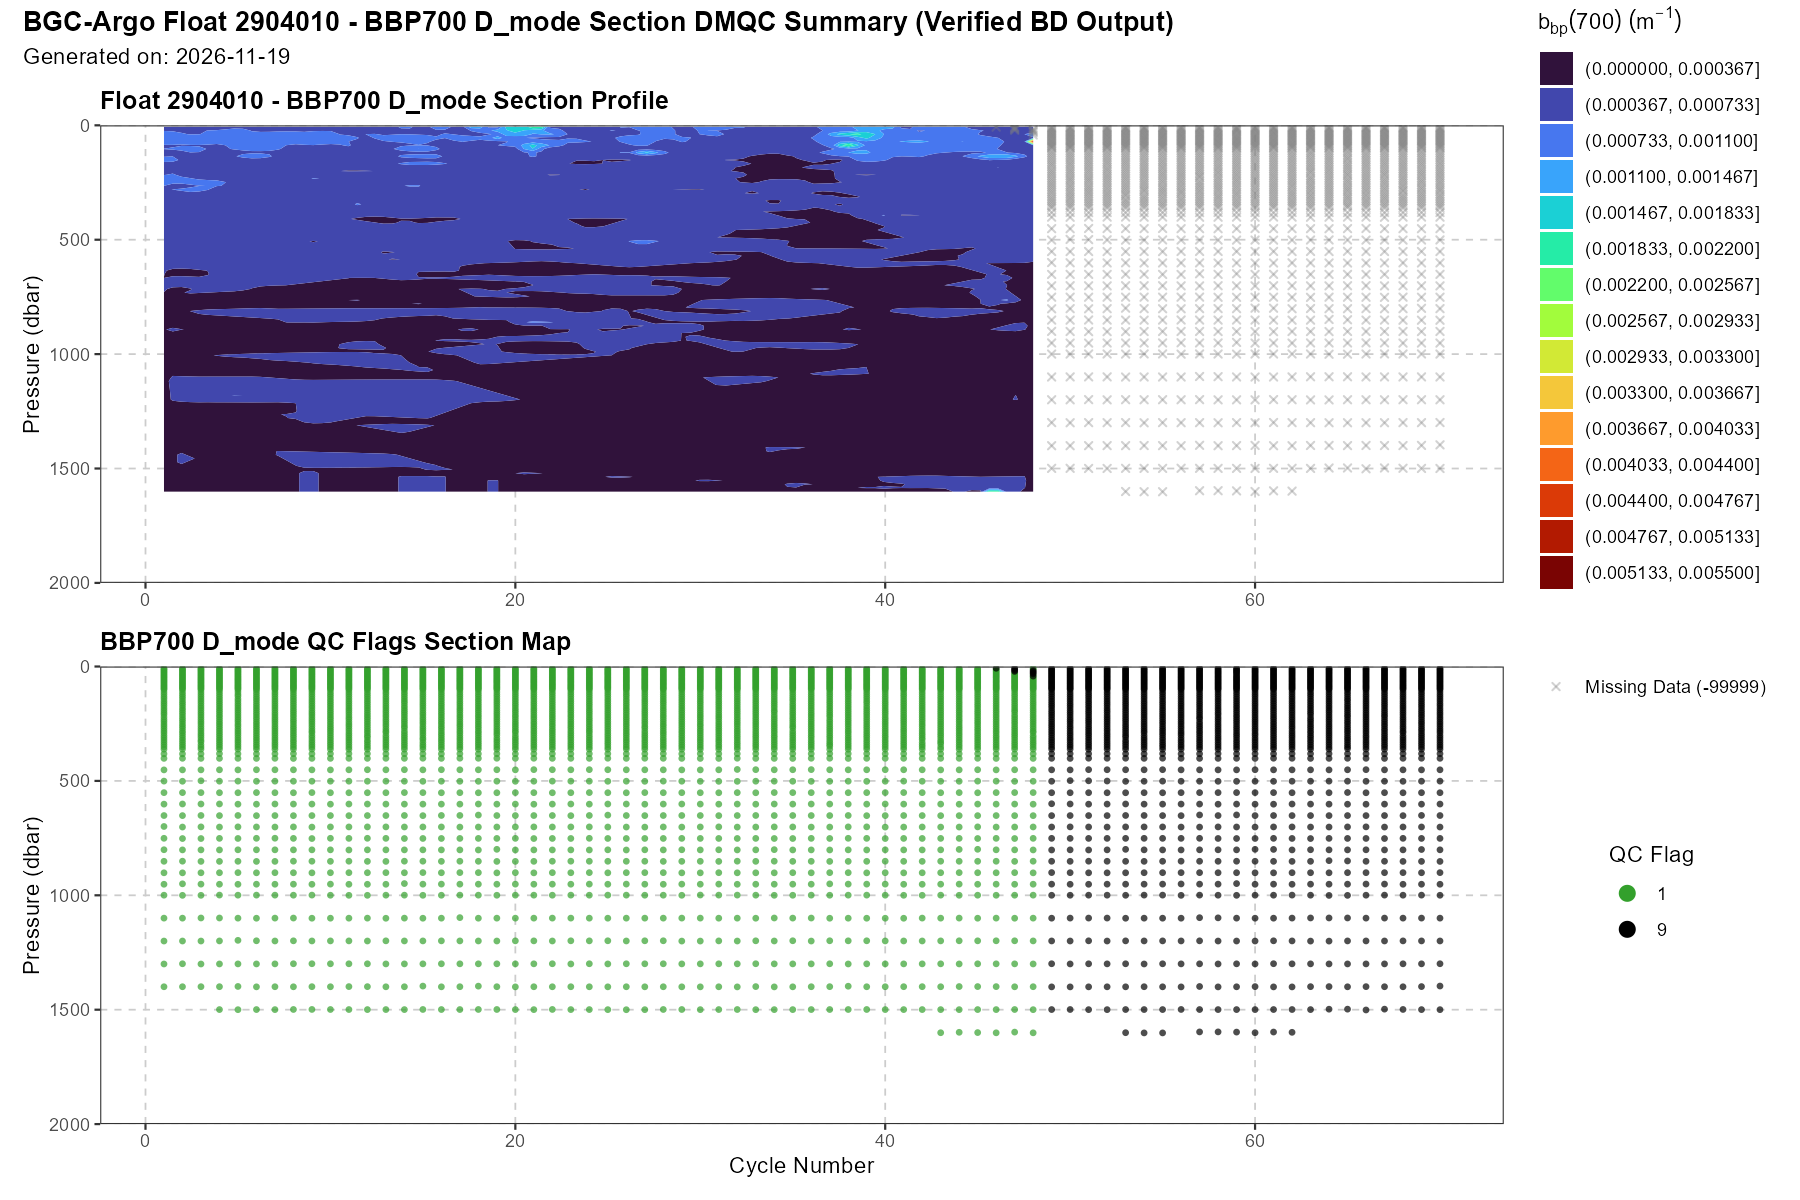 BGC-Argo Float 2904010 - BBP700 D_mode Section DMQC Summary (Verified BD Output)
Generated on: 2026-11-19
Float 2904010 - BBP700 D_mode Section Profile
Pressure (dbar)
0
500
1000
1500
2000
0 20 40 60
b_bp(700) (m⁻¹)
(0.000000, 0.000367]
(0.000367, 0.000733]
(0.000733, 0.001100]
(0.001100, 0.001467]
(0.001467, 0.001833]
(0.001833, 0.002200]
(0.002200, 0.002567]
(0.002567, 0.002933]
(0.002933, 0.003300]
(0.003300, 0.003667]
(0.003667, 0.004033]
(0.004033, 0.004400]
(0.004400, 0.004767]
(0.004767, 0.005133]
(0.005133, 0.005500]
BBP700 D_mode QC Flags Section Map
Pressure (dbar)
0
500
1000
1500
2000
0 20 40 60
Cycle Number
Missing Data (-99999)
QC Flag
1
9